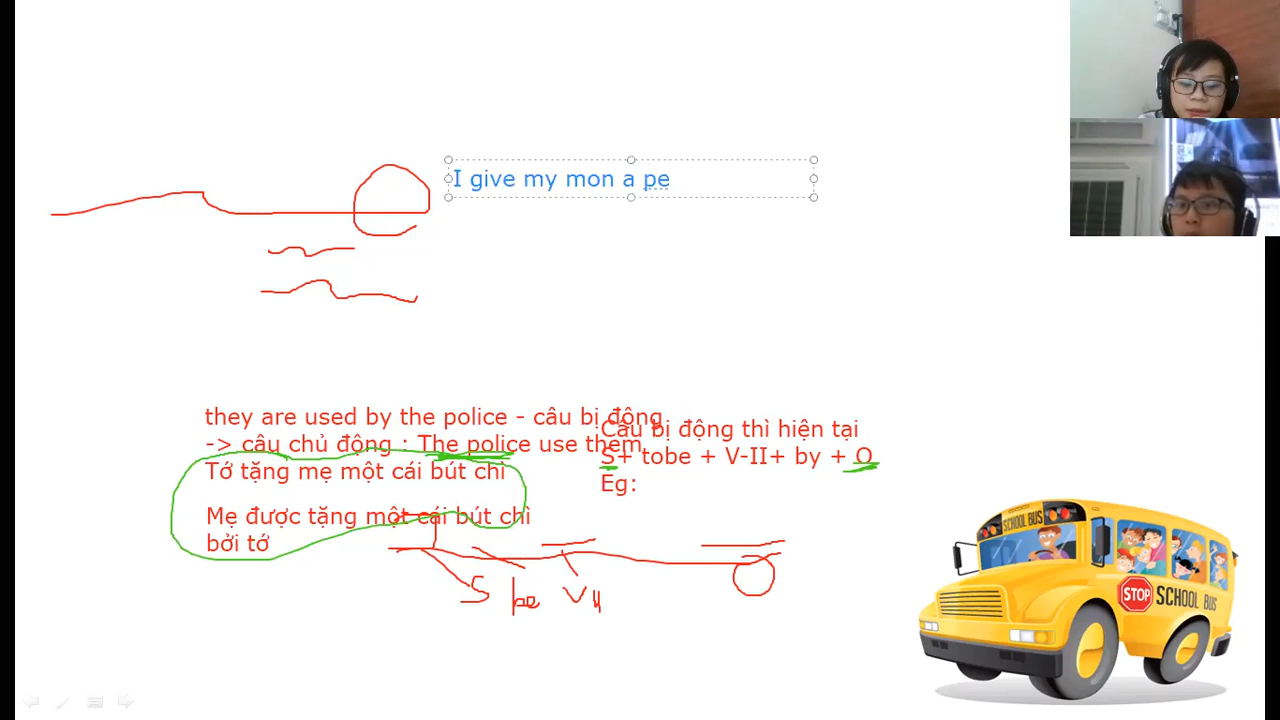 I give my mon a pe
they are used by the police - câu bị động
-> câu chủ động : The police use them
Tớ tặng mẹ một cái bút chì
Mẹ được tặng một cái bút chì
bởi tớ
Câu bị động thì hiện tại
S+ tobe + V-II+ by + O
Eg:
S be V II
SCHOOL BUS
STOP SCHOOL BUS